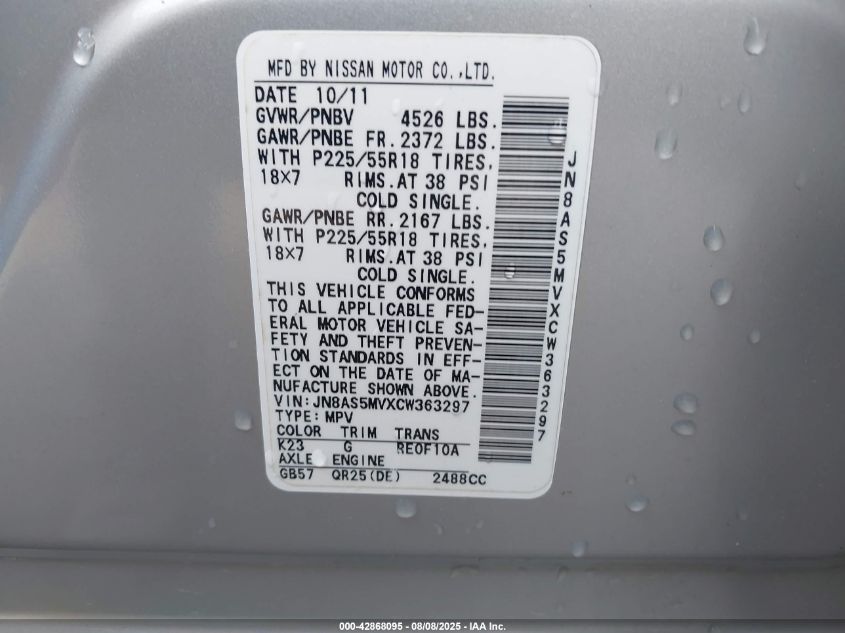 MFD BY NISSAN MOTOR CO.,LTD.
DATE 10/11
GVWR/PNBV 4526 LBS.
GAWR/PNBE FR. 2372 LBS.
WITH P225/55R18 TIRES,
18X7 RIMS.AT 38 PSI
COLD SINGLE.
GAWR/PNBE RR. 2167 LBS.
WITH P225/55R18 TIRES,
18X7 RIMS.AT 38 PSI
COLD SINGLE.
THIS VEHICLE CONFORMS
TO ALL APPLICABLE FED-
ERAL MOTOR VEHICLE SA-
FETY AND THEFT PREVEN-
TION STANDARDS IN EFF-
ECT ON THE DATE OF MA-
NUFACTURE SHOWN ABOVE.
VIN:JN8AS5MVXCW363297
TYPE:MPV
COLOR TRIM TRANS
K23 G RE0F10A
AXLE ENGINE
GB57 QR25(DE) 2488CC
JN8AS5MVXCW363297
000-42868095 - 08/08/2025 - IAA Inc.